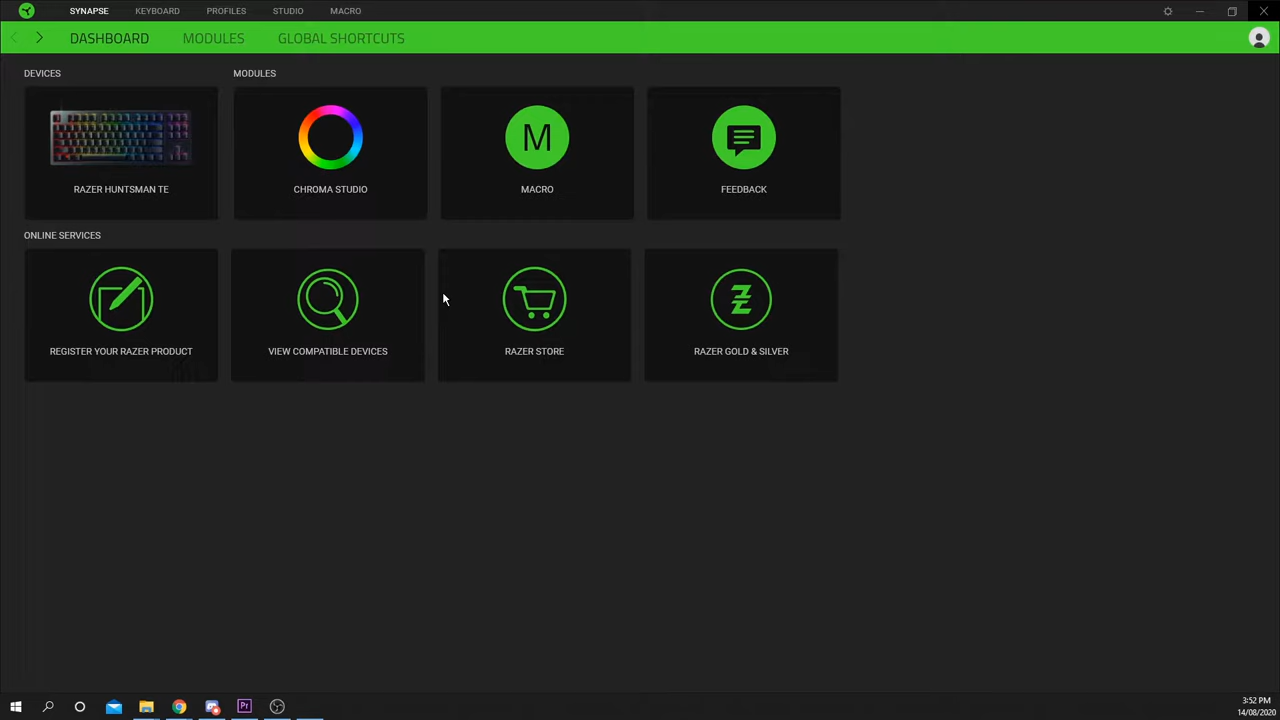 SYNAPSE KEYBOARD PROFILES STUDIO MACRO
DASHBOARD MODULES GLOBAL SHORTCUTS
DEVICES MODULES
M
RAZER HUNTSMAN TE CHROMA STUDIO MACRO FEEDBACK
ONLINE SERVICES
REGISTER YOUR RAZER PRODUCT VIEW COMPATIBLE DEVICES RAZER STORE RAZER GOLD & SILVER
Pr
3:52 PM
14/08/2020